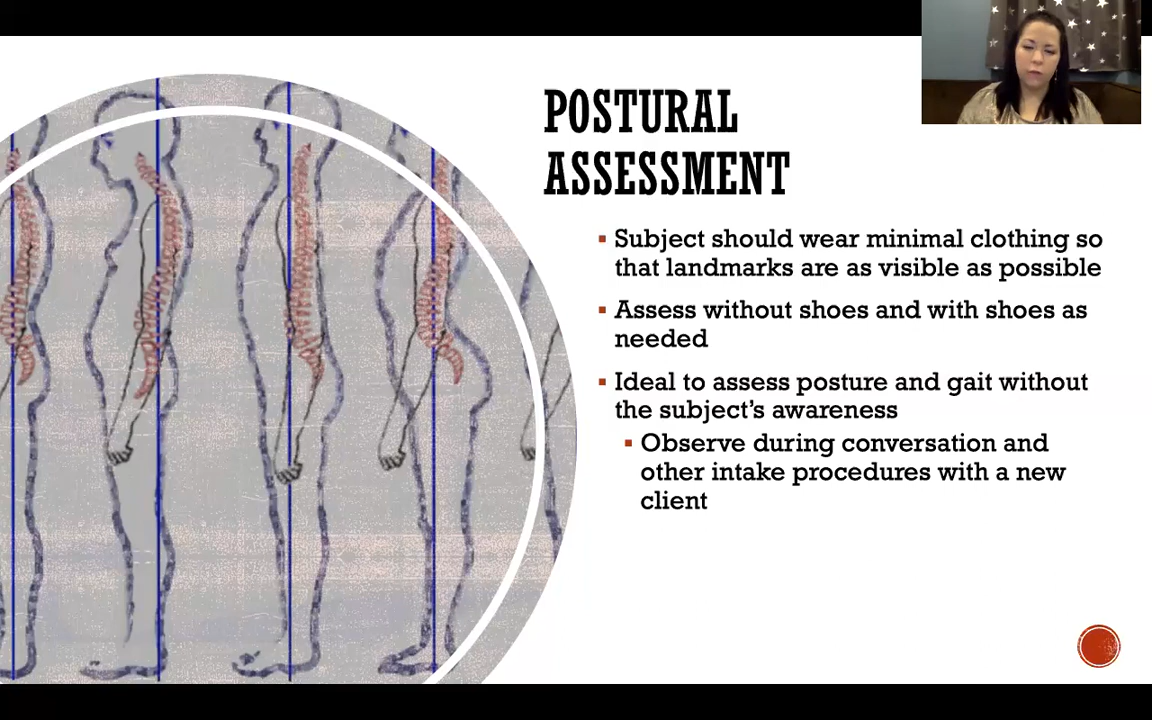 POSTURAL
ASSESSMENT
▪ Subject should wear minimal clothing so
that landmarks are as visible as possible
▪ Assess without shoes and with shoes as
needed
▪ Ideal to assess posture and gait without
the subject's awareness
▪ Observe during conversation and
other intake procedures with a new
client